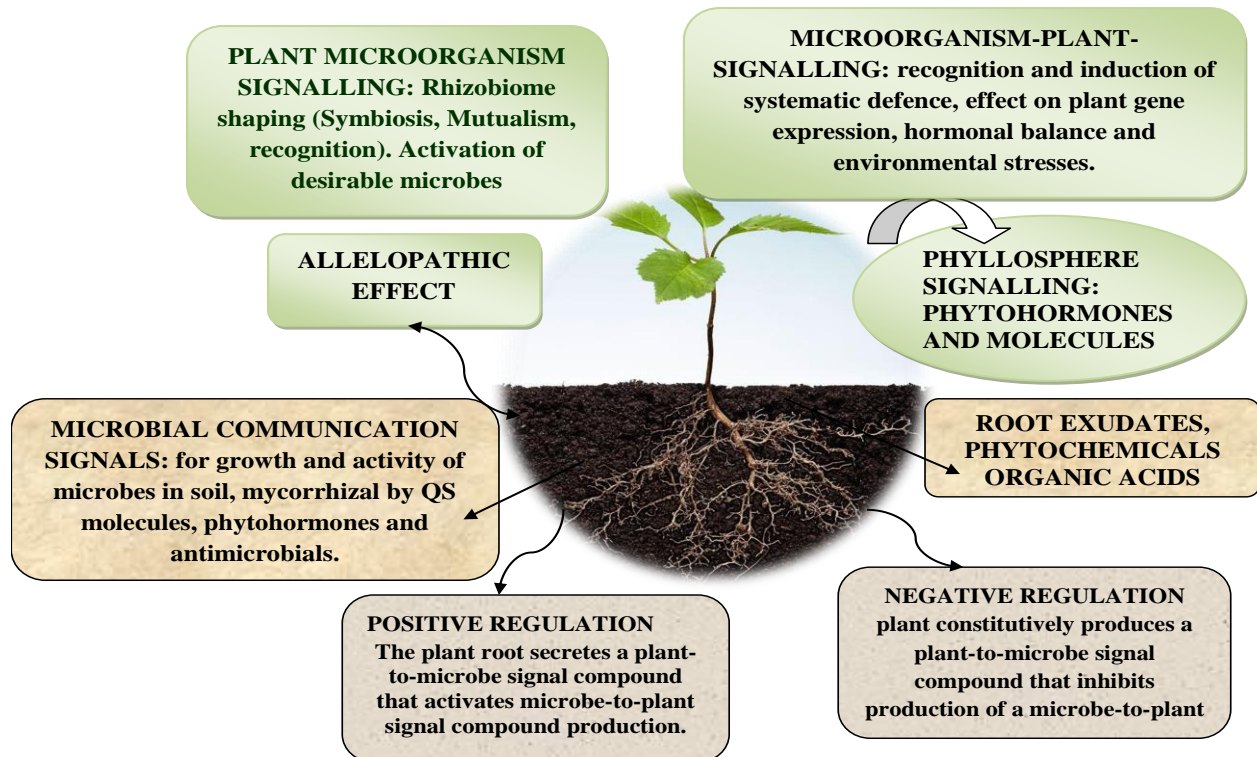 PLANT MICROORGANISM
SIGNALLING: Rhizobiome
shaping (Symbiosis, Mutualism,
recognition). Activation of
desirable microbes
MICROORGANISM-PLANT-
SIGNALLING: recognition and induction of
systematic defence, effect on plant gene
expression, hormonal balance and
environmental stresses.
ALLELOPATHIC
EFFECT
PHYLLOSPHERE
SIGNALLING:
PHYTOHORMONES
AND MOLECULES
MICROBIAL COMMUNICATION
SIGNALS: for growth and activity of
microbes in soil, mycorrhizal by QS
molecules, phytohormones and
antimicrobials.
ROOT EXUDATES,
PHYTOCHEMICALS
ORGANIC ACIDS
POSITIVE REGULATION
The plant root secretes a plant-
to-microbe signal compound
that activates microbe-to-plant
signal compound production.
NEGATIVE REGULATION
plant constitutively produces a
plant-to-microbe signal
compound that inhibits
production of a microbe-to-plant